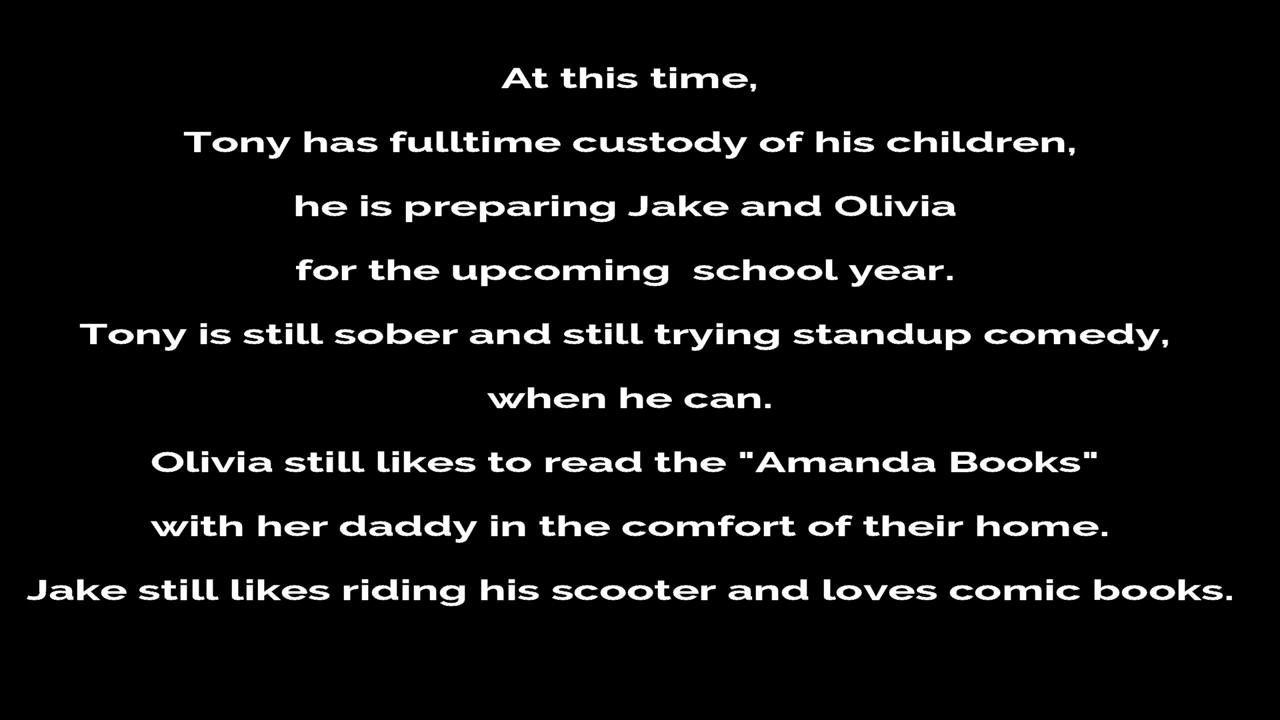 At this time,
Tony has fulltime custody of his children,
he is preparing Jake and Olivia
for the upcoming  school year.
Tony is still sober and still trying standup comedy,
when he can.
Olivia still likes to read the "Amanda Books"
with her daddy in the comfort of their home.
Jake still likes riding his scooter and loves comic books.